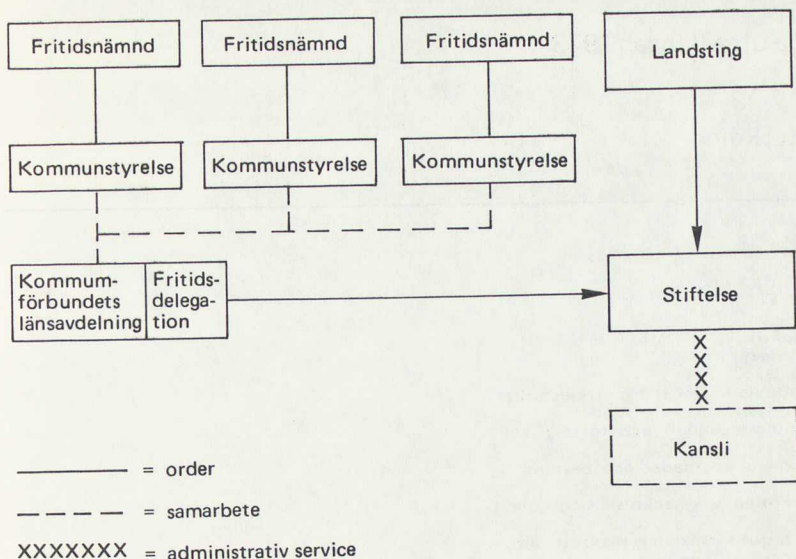 Fritidsnämnd
Fritidsnämnd
Fritidsnämnd
Landsting
Kommunstyrelse
Kommunstyrelse
Kommunstyrelse
Kommum-
förbundets
länsavdelning
Fritids-
delega-
tion
Stiftelse
X
X
X
X
Kansli
= order
= samarbete
XXXXXXX = administrativ service